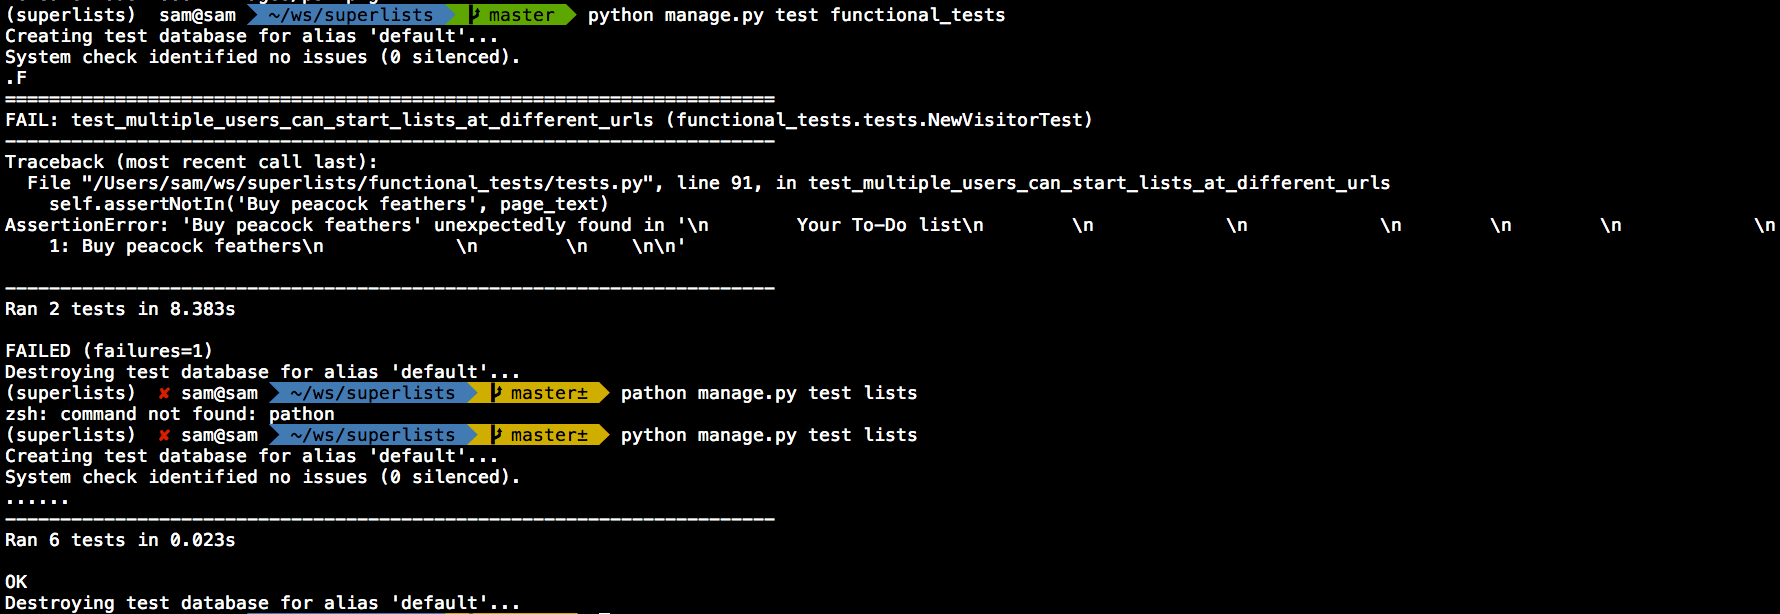 (superlists) sam@sam ~/ws/superlists master python manage.py test functional_tests
Creating test database for alias 'default'...
System check identified no issues (0 silenced).
.F
======================================================================
FAIL: test_multiple_users_can_start_lists_at_different_urls (functional_tests.tests.NewVisitorTest)
----------------------------------------------------------------------
Traceback (most recent call last):
  File "/Users/sam/ws/superlists/functional_tests/tests.py", line 91, in test_multiple_users_can_start_lists_at_different_urls
    self.assertNotIn('Buy peacock feathers', page_text)
AssertionError: 'Buy peacock feathers' unexpectedly found in '\n        Your To-Do list\n        \n            \n            \n        \n        \n            \n
    1: Buy peacock feathers\n            \n        \n    \n\n'
----------------------------------------------------------------------
Ran 2 tests in 8.383s
FAILED (failures=1)
Destroying test database for alias 'default'...
(superlists) ✘ sam@sam ~/ws/superlists master± pathon manage.py test lists
zsh: command not found: pathon
(superlists) ✘ sam@sam ~/ws/superlists master± python manage.py test lists
Creating test database for alias 'default'...
System check identified no issues (0 silenced).
......
----------------------------------------------------------------------
Ran 6 tests in 0.023s
OK
Destroying test database for alias 'default'...